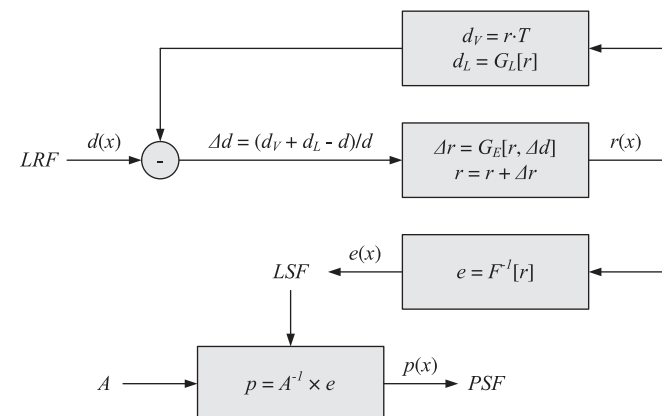 d_V = r·T
d_L = G_L[r]
LRF
d(x)
-
Δd = (d_V + d_L - d)/d
Δr = G_E[r, Δd]
r = r + Δr
r(x)
LSF
e(x)
e = F^-1[r]
A
p = A^-1 × e
p(x)
PSF